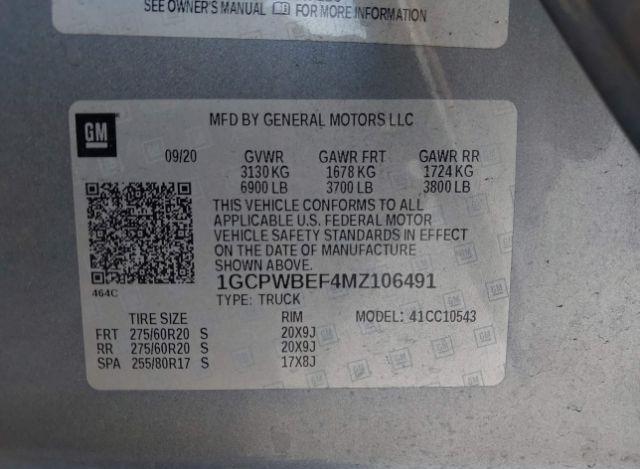 SEE OWNER'S MANUAL FOR MORE INFORMATION
GM
MFD BY GENERAL MOTORS LLC
09/20 GVWR GAWR FRT GAWR RR
3130 KG 1678 KG 1724 KG
6900 LB 3700 LB 3800 LB
THIS VEHICLE CONFORMS TO ALL
APPLICABLE U.S. FEDERAL MOTOR
VEHICLE SAFETY STANDARDS IN EFFECT
ON THE DATE OF MANUFACTURE
SHOWN ABOVE.
464C
1GCPWBEF4MZ106491
TYPE: TRUCK
TIRE SIZE RIM MODEL: 41CC10543
FRT 275/60R20 S 20X9J
RR 275/60R20 S 20X9J
SPA 255/80R17 S 17X8J